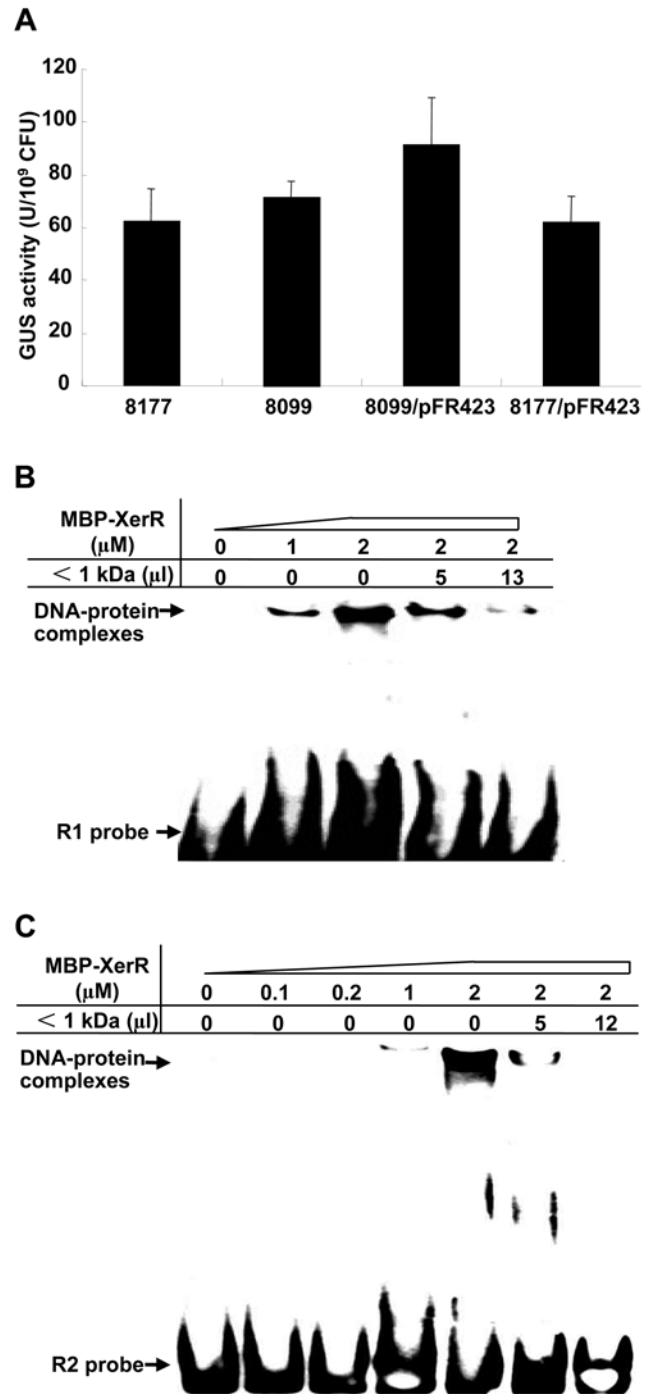 A
GUS activity (U/10⁹ CFU)
120
100
80
60
40
20
0
8177 8099 8099/pFR423 8177/pFR423
B
MBP-XerR
(μM) 0 1 2 2 2
< 1 kDa (μl) 0 0 0 5 13
DNA-protein
complexes
R1 probe
C
MBP-XerR
(μM) 0 0.1 0.2 1 2 2 2
< 1 kDa (μl) 0 0 0 0 0 5 12
DNA-protein
complexes
R2 probe